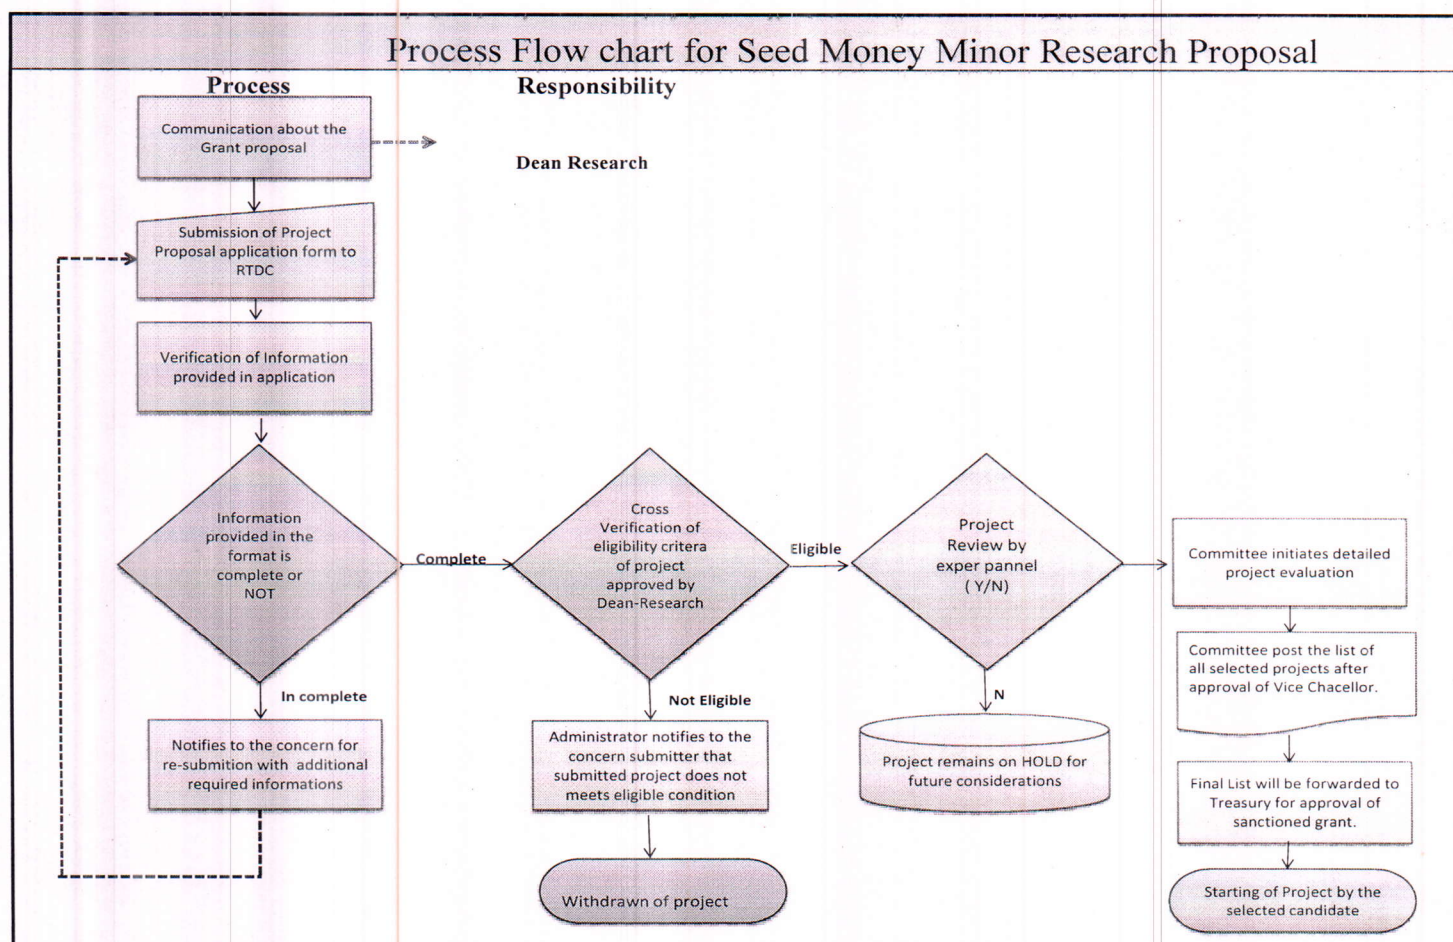 Process Flow chart for Seed Money Minor Research Proposal
Process
Responsibility
Communication about the
Grant proposal
Dean Research
Submission of Project
Proposal application form to
RTDC
Verification of Information
provided in application
Information
provided in the
format is
complete or
NOT
Complete
Cross
Verification of
eligibility critera
of project
approved by
Dean-Research
Eligible
Project
Review by
exper pannel
( Y/N)
Committee initiates detailed
project evaluation
Committee post the list of
all selected projects after
approval of Vice Chacellor.
In complete
Not Eligible
N
Notifies to the concern for
re-submition with additional
required informations
Administrator notifies to the
concern submitter that
submitted project does not
meets eligible condition
Project remains on HOLD for
future considerations
Final List will be forwarded to
Treasury for approval of
sanctioned grant.
Withdrawn of project
Starting of Project by the
selected candidate